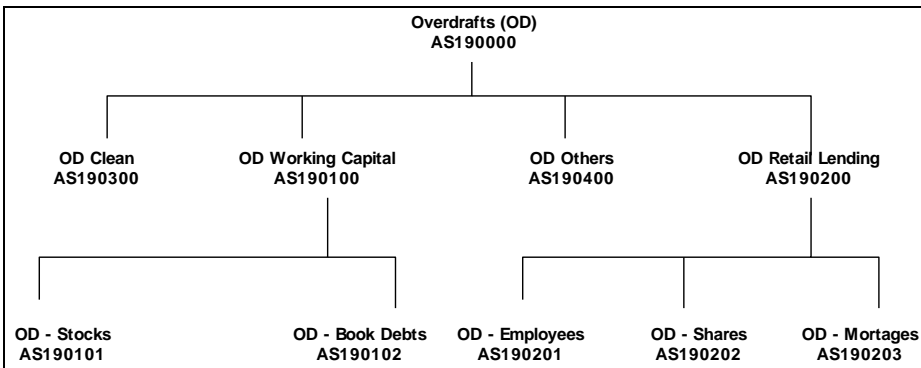 Overdrafts (OD)
AS190000
OD Clean
AS190300
OD Working Capital
AS190100
OD Others
AS190400
OD Retail Lending
AS190200
OD - Stocks
AS190101
OD - Book Debts
AS190102
OD - Employees
AS190201
OD - Shares
AS190202
OD - Mortages
AS190203